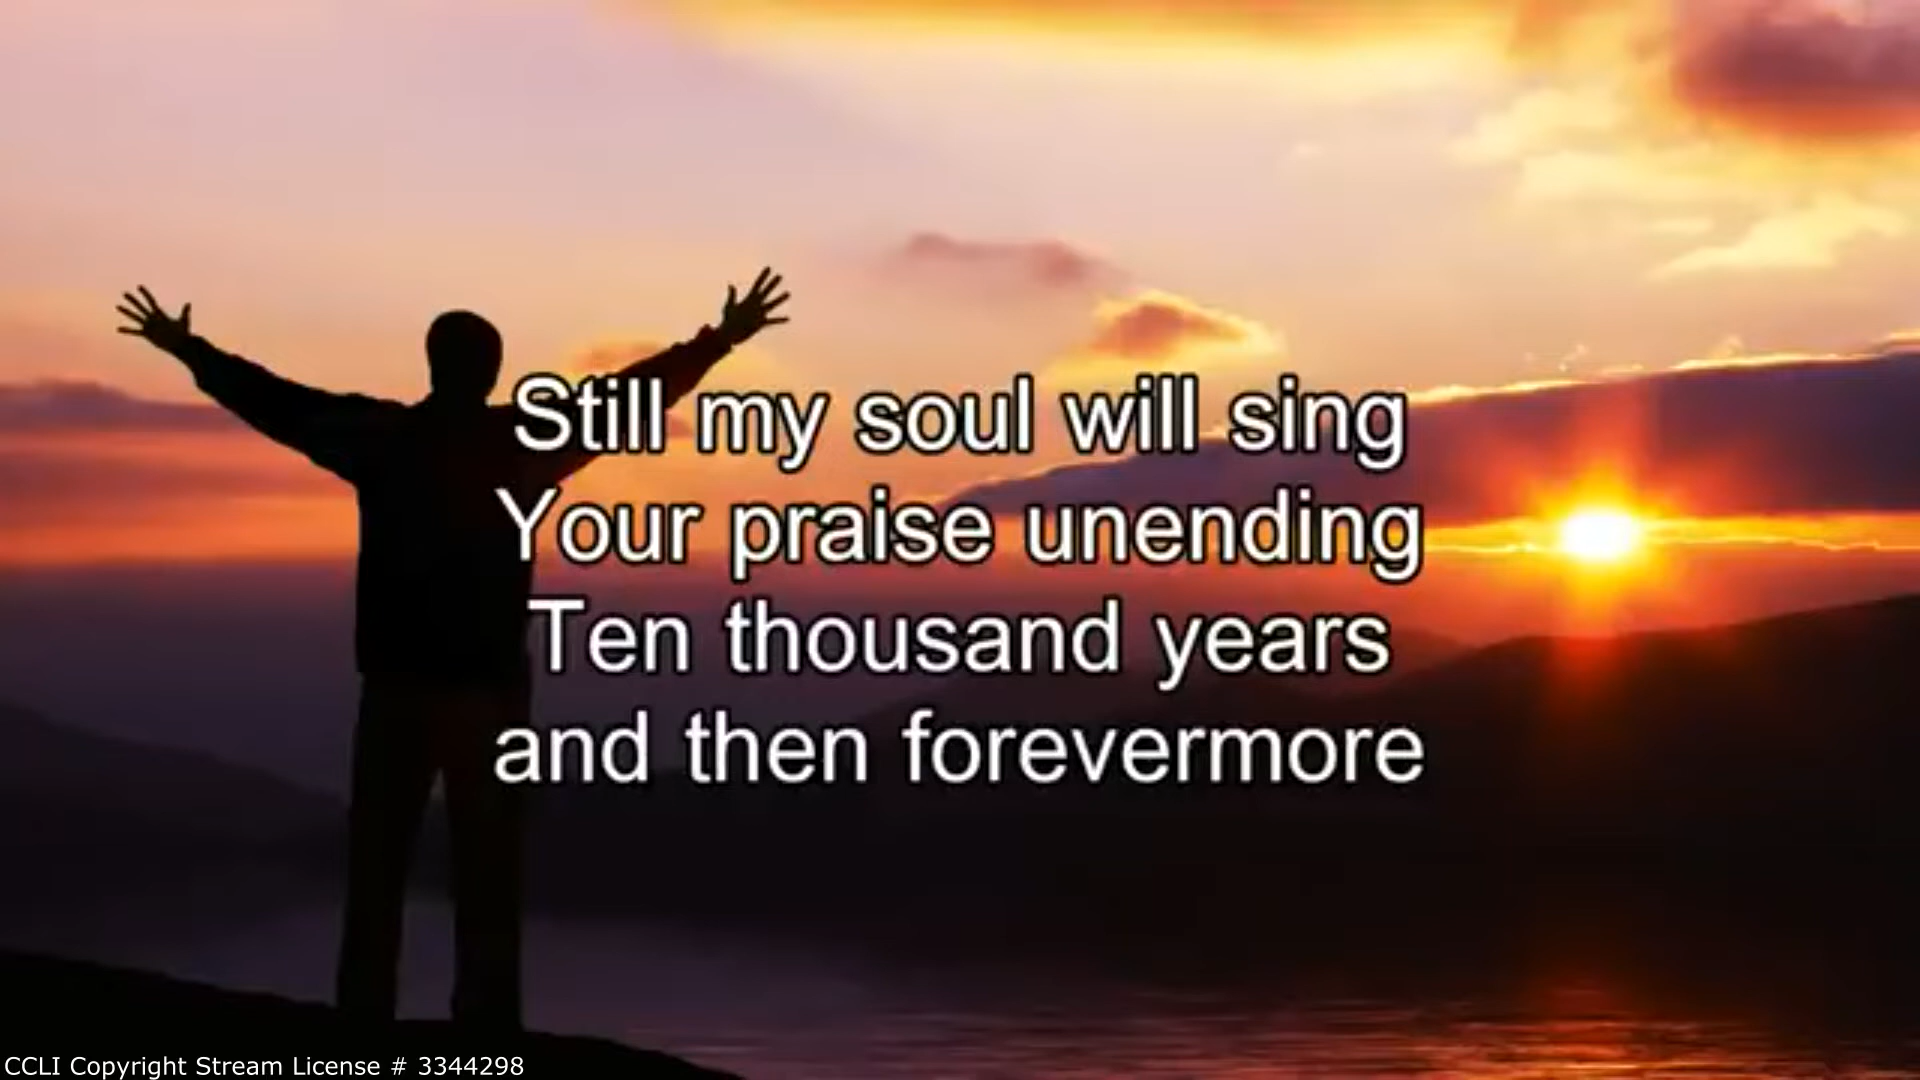 Still my soul will sing
Your praise unending
Ten thousand years
and then forevermore
CCLI Copyright Stream License # 3344298